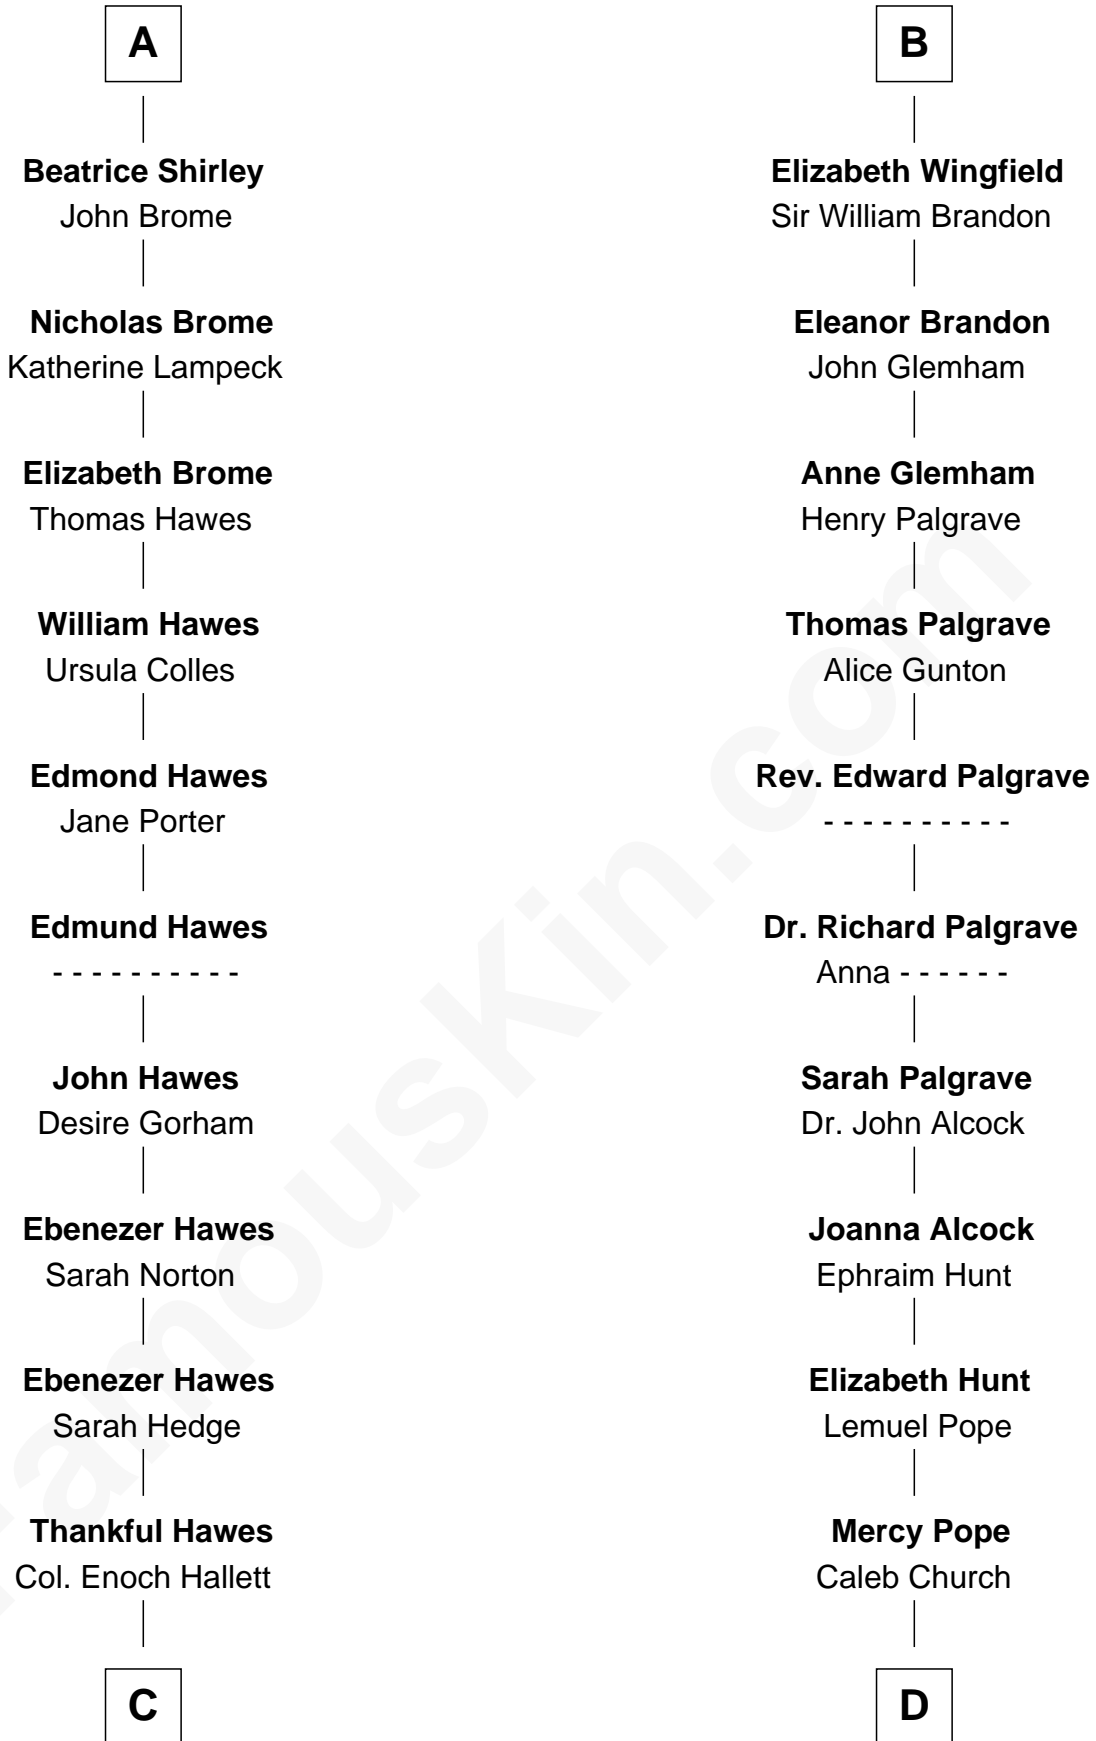 A
Beatrice Shirley
John Brome
Nicholas Brome
Katherine Lampeck
Elizabeth Brome
Thomas Hawes
William Hawes
Ursula Colles
Edmond Hawes
Jane Porter
Edmund Hawes
- - - - - - - - - -
John Hawes
Desire Gorham
Ebenezer Hawes
Sarah Norton
Ebenezer Hawes
Sarah Hedge
Thankful Hawes
Col. Enoch Hallett
C
B
Elizabeth Wingfield
Sir William Brandon
Eleanor Brandon
John Glemham
Anne Glemham
Henry Palgrave
Thomas Palgrave
Alice Gunton
Rev. Edward Palgrave
- - - - - - - - - -
Dr. Richard Palgrave
Anna - - - - - -
Sarah Palgrave
Dr. John Alcock
Joanna Alcock
Ephraim Hunt
Elizabeth Hunt
Lemuel Pope
Mercy Pope
Caleb Church
D
FamousKin.com